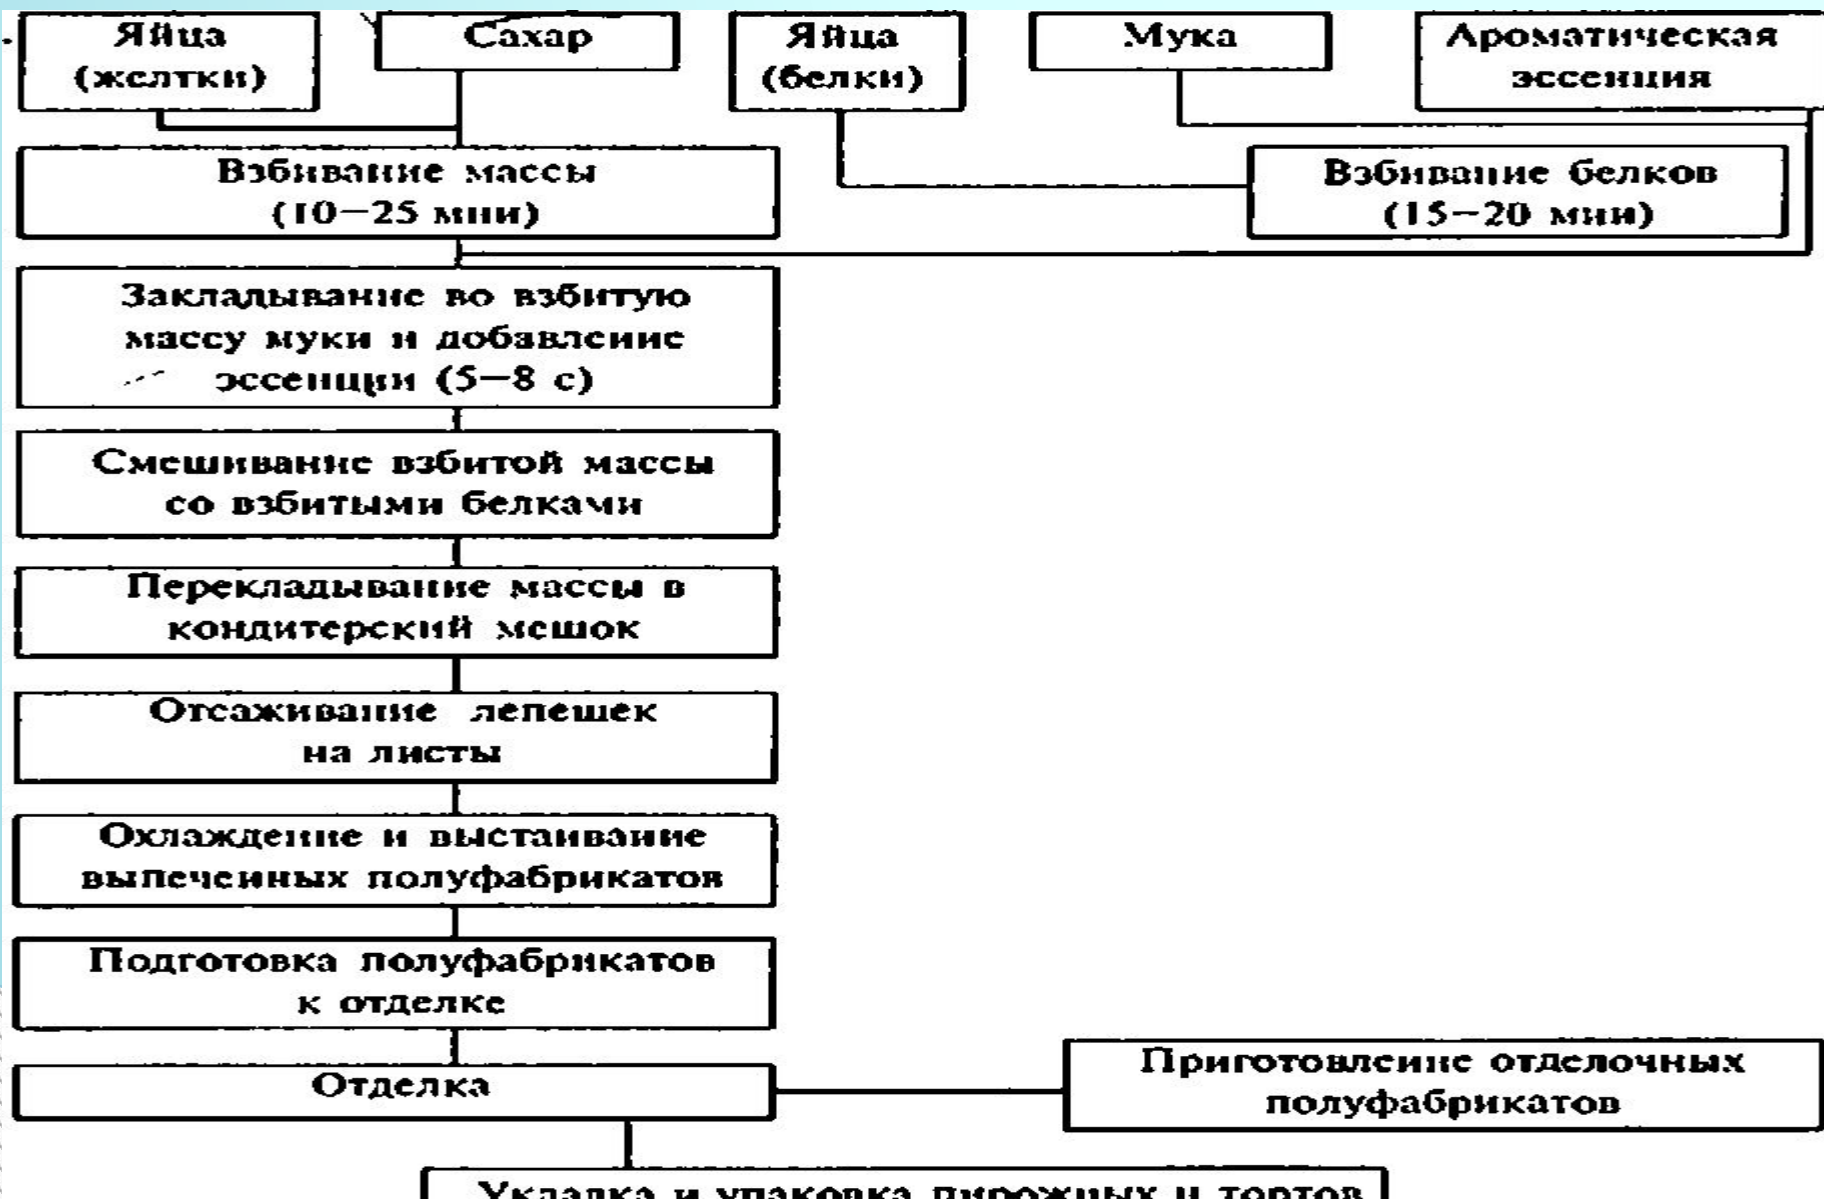 Яйца
(желтки)
Сахар
Яйца
(белки)
Мука
Ароматическая
эссенция
Взбивание массы
(10—25 мин)
Взбивание белков
(15—20 мин)
Закладывание во взбитую
массу муки и добавление
эссенции (5—8 с)
Смешивание взбитой массы
со взбитыми белками
Перекладывание массы в
кондитерский мешок
Отсаживание лепешек
на листы
Охлаждение и выстаивание
выпеченных полуфабрикатов
Подготовка полуфабрикатов
к отделке
Отделка
Приготовление отделочных
полуфабрикатов
Укладка и упаковка пирожных и тортов